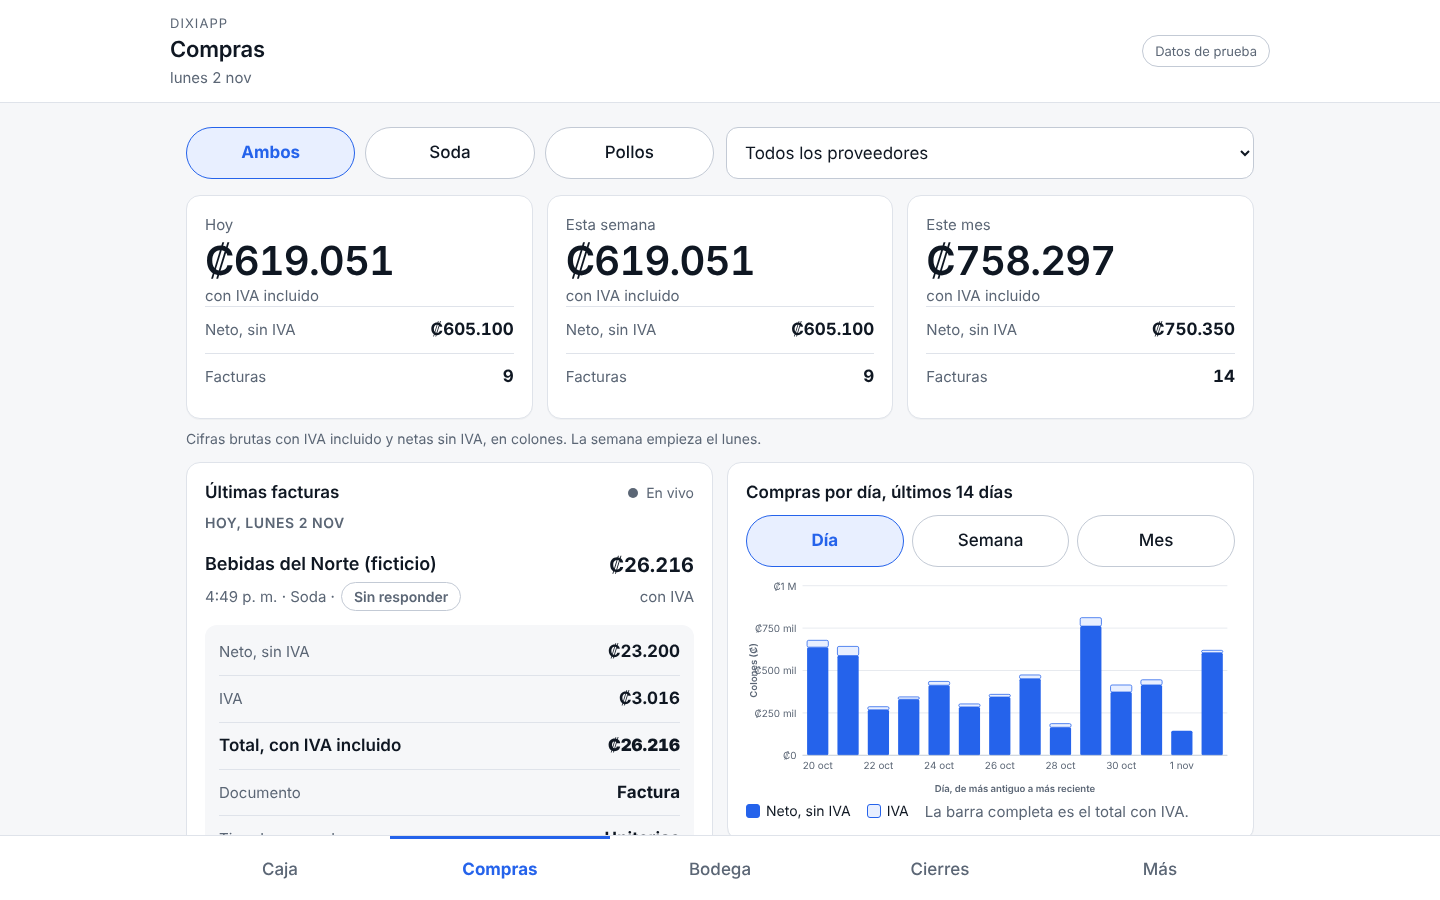 DIXIAPP
Compras
lunes 2 nov
Datos de prueba
Ambos
Soda
Pollos
Todos los proveedores
Hoy
₡619.051
con IVA incluido
Neto, sin IVA ₡605.100
Facturas 9
Esta semana
₡619.051
con IVA incluido
Neto, sin IVA ₡605.100
Facturas 9
Este mes
₡758.297
con IVA incluido
Neto, sin IVA ₡750.350
Facturas 14
Cifras brutas con IVA incluido y netas sin IVA, en colones. La semana empieza el lunes.
Últimas facturas
En vivo
HOY, LUNES 2 NOV
Bebidas del Norte (ficticio) ₡26.216
4:49 p. m. · Soda · Sin responder con IVA
Neto, sin IVA ₡23.200
IVA ₡3.016
Total, con IVA incluido ₡26.216
Documento Factura
Compras por día, últimos 14 días
Día
Semana
Mes
₡1 M
₡750 mil
₡500 mil
₡250 mil
₡0
Colones (₡)
20 oct 22 oct 24 oct 26 oct 28 oct 30 oct 1 nov
Día, de más antiguo a más reciente
Neto, sin IVA IVA La barra completa es el total con IVA.
Caja
Compras
Bodega
Cierres
Más